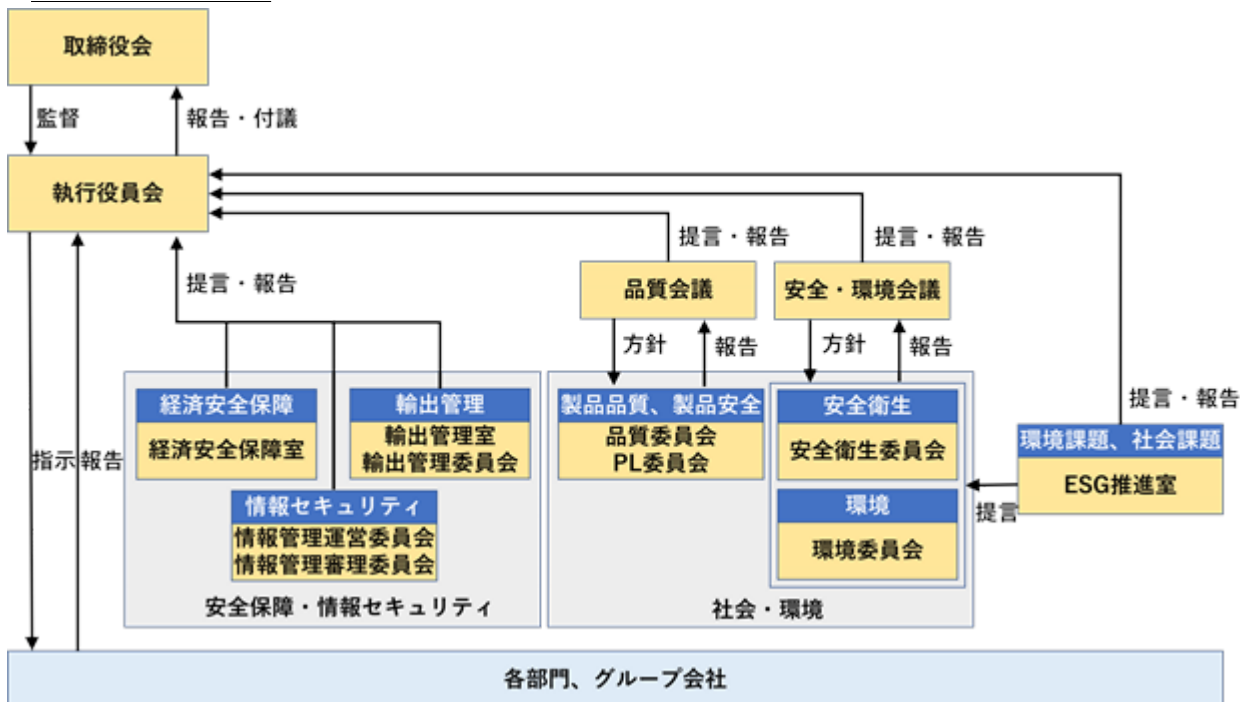 取締役会
監督
報告・付議
執行役員会
提言・報告
提言・報告
提言・報告
品質会議
安全・環境会議
方針
報告
方針
報告
経済安全保障
経済安全保障室
輸出管理
輸出管理室
輸出管理委員会
製品品質、製品安全
品質委員会
PL委員会
安全衛生
安全衛生委員会
提言・報告
環境課題、社会課題
ESG推進室
指示
報告
情報セキュリティ
情報管理運営委員会
情報管理審理委員会
環境
環境委員会
提言
安全保障・情報セキュリティ
社会・環境
各部門、グループ会社